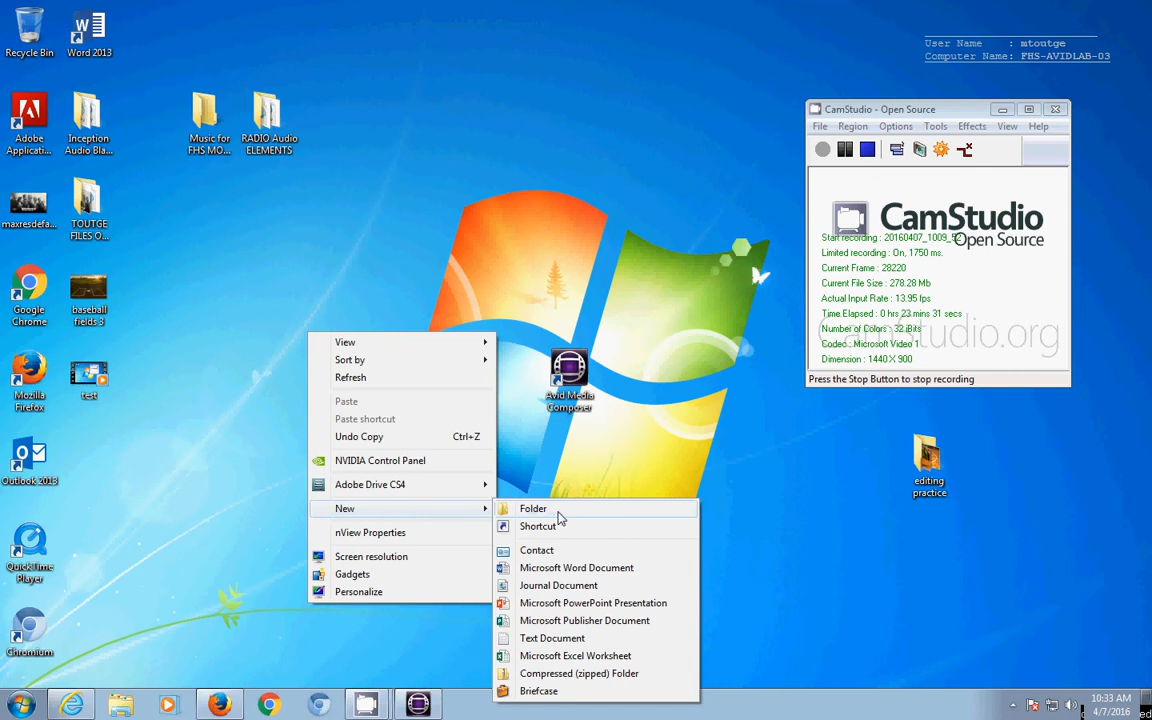 Recycle Bin
Word 2013
User Name : mtoutge
Computer Name: FHS-AVIDLAB-03
Adobe
Applicati...
Inception
Audio Bla...
Music for
FHS MO...
RADIO Audio
ELEMENTS
CamStudio - Open Source
File Region Options Tools Effects View Help
CamStudio
Open Source
Start recording : 20160407_1009_52
Limited recording : On, 1750 ms.
Current Frame : 28220
Current File Size : 278.28 Mb
Actual Input Rate : 13.95 fps
Time Elapsed : 0 hr 23 mins 31 secs
Number of Colors : 32 Bits
Codec : Microsoft Video 1
Dimension : 1440 X 900
CamStudio.org
Press the Stop Button to stop recording
maxresdefa...
TOUTGE
FILES O...
Google
Chrome
baseball
fields 3
Mozilla
Firefox
test
Outlook 2013
QuickTime
Player
Chromium
Avid Media
Composer
editing
practice
View
Sort by
Refresh
Paste
Paste shortcut
Undo Copy Ctrl+Z
NVIDIA Control Panel
Adobe Drive CS4
New
nView Properties
Screen resolution
Gadgets
Personalize
Folder
Shortcut
Contact
Microsoft Word Document
Journal Document
Microsoft PowerPoint Presentation
Microsoft Publisher Document
Text Document
Microsoft Excel Worksheet
Compressed (zipped) Folder
Briefcase
10:33 AM
4/7/2016